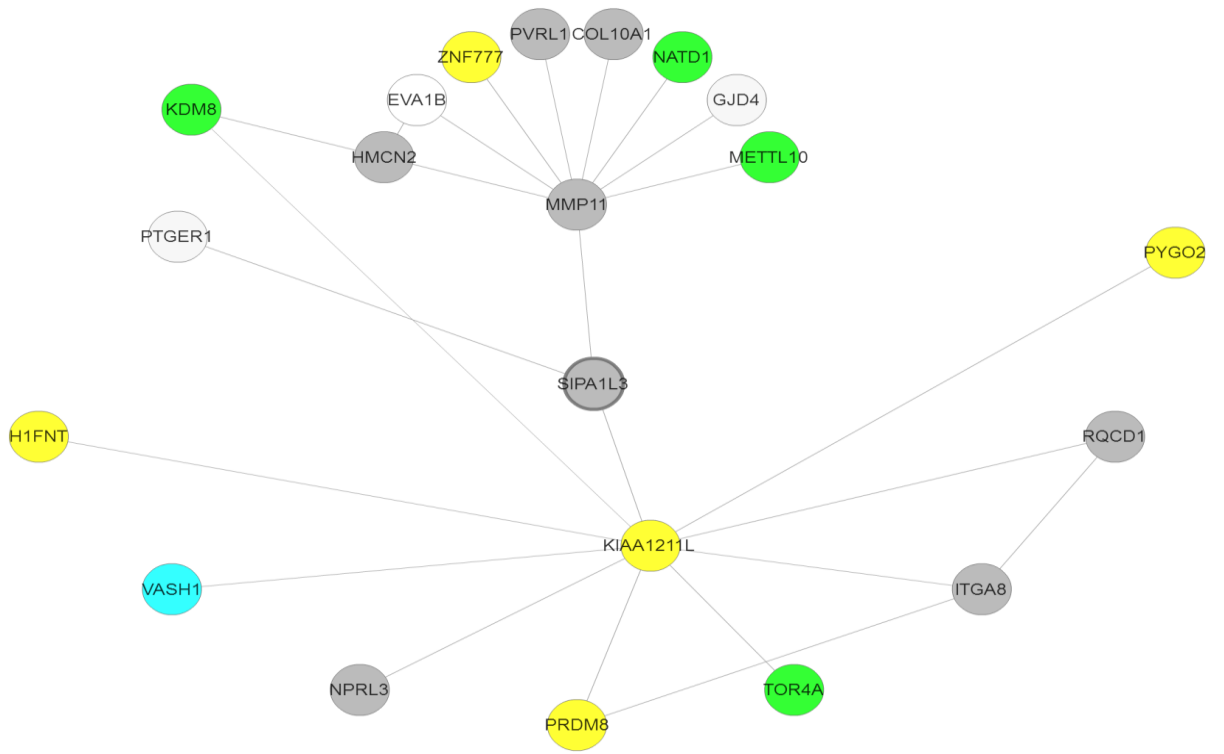 PVRL1
COL10A1
ZNF777
NATD1
EVA1B
GJD4
KDM8
HMCN2
METTL10
MMP11
PTGER1
PYGO2
SIPA1L3
H1FNT
RQCD1
KIAA1211L
VASH1
ITGA8
NPRL3
TOR4A
PRDM8